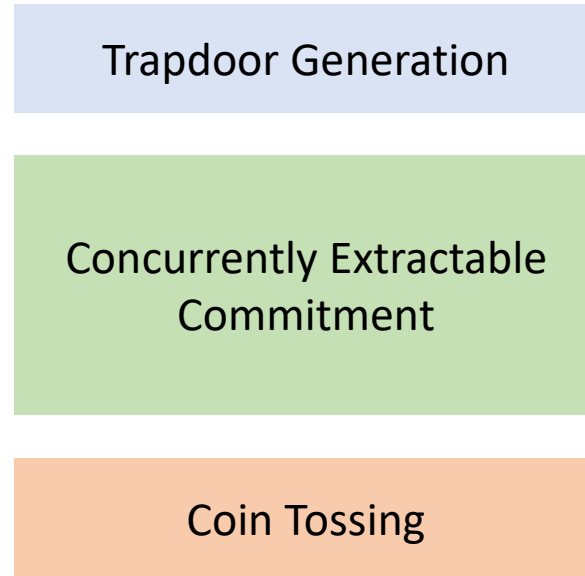 Trapdoor Generation
Concurrently Extractable
Commitment
Coin Tossing